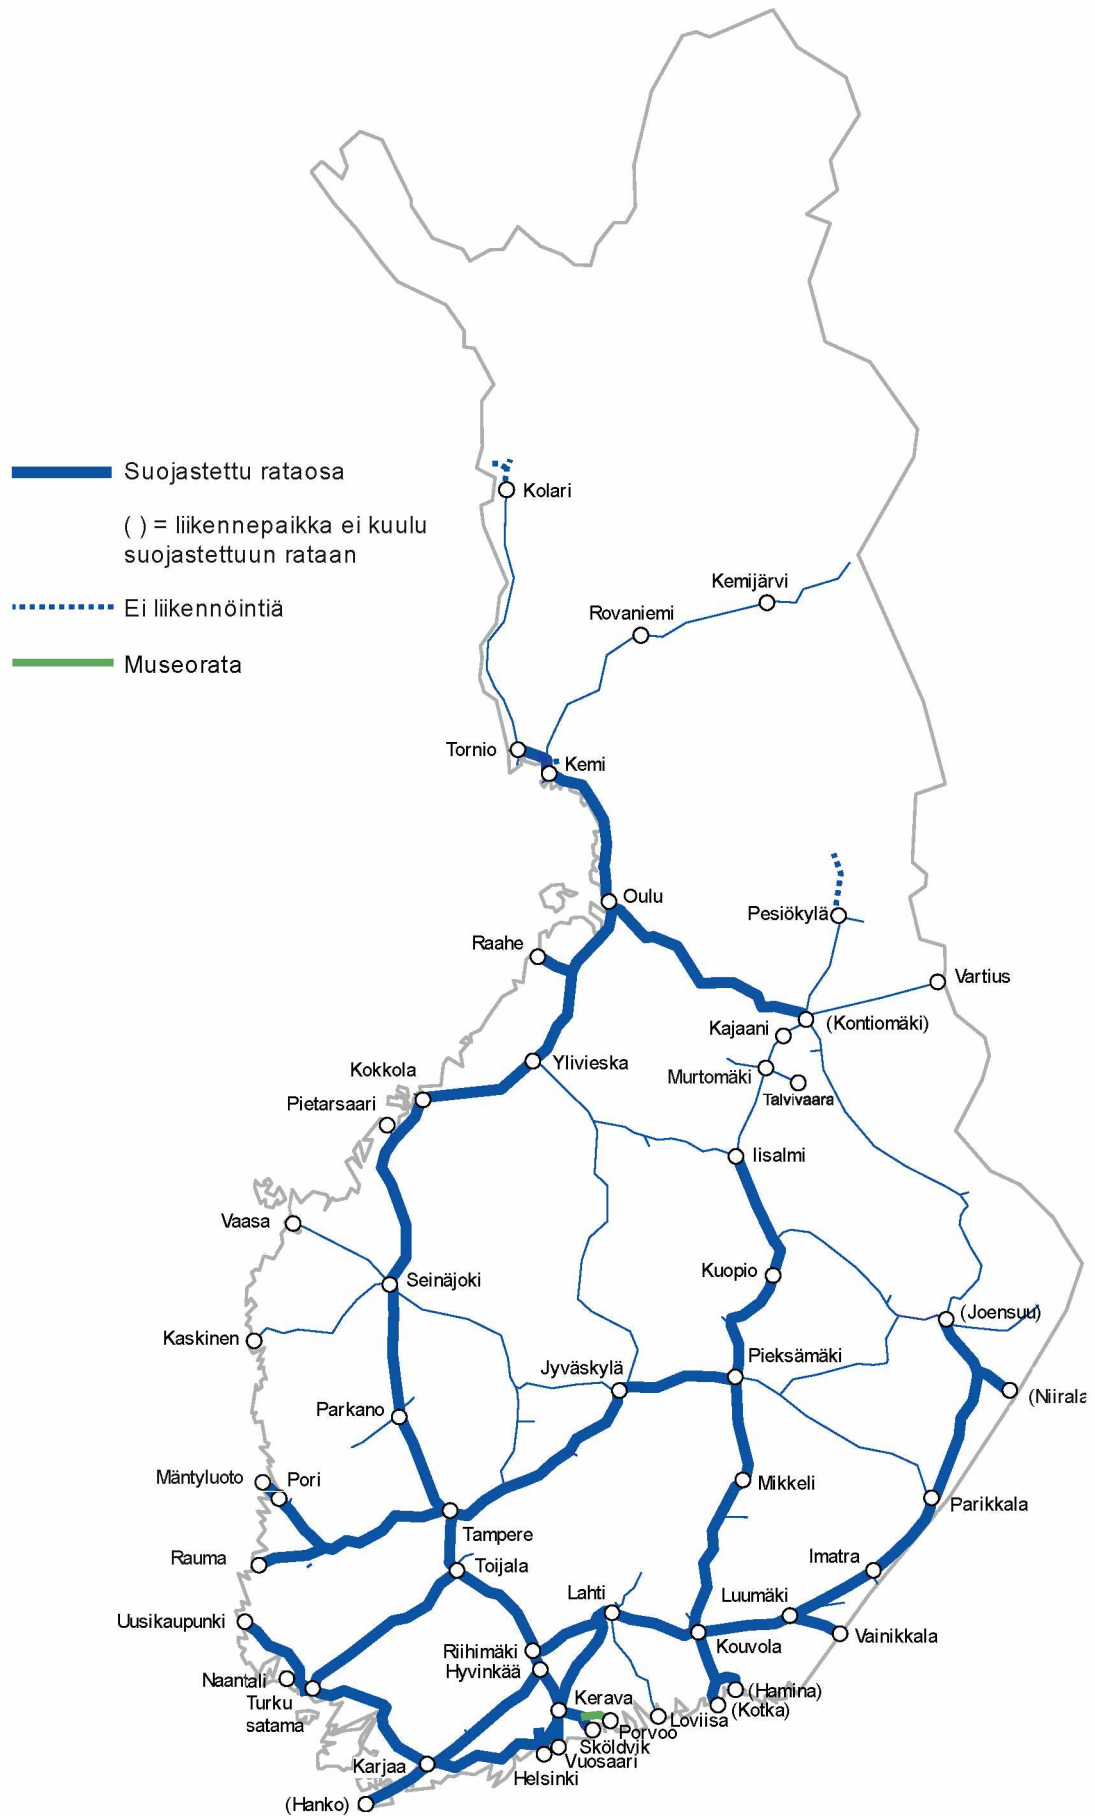 Suojastettu rataosa
( ) = liikennepaikka ei kuulu
suojastettuun rataan
Ei liikennöintiä
Museorata
Kolari
Kemijärvi
Rovaniemi
Tornio
Kemi
Oulu
Pesiökylä
Raahe
Vartius
(Kontiomäki)
Kajaani
Ylivieska
Murtomäki
Kokkola
Talvivaara
Pietarsaari
Iisalmi
Vaasa
Kuopio
Seinäjoki
(Joensuu)
Kaskinen
Pieksämäki
Jyväskylä
(Niirala
Parkano
Mäntyluoto
Pori
Mikkeli
Parikkala
Tampere
Rauma
Toijala
Imatra
Lahti
Luumäki
Uusikaupunki
Kouvola
Vainikkala
Riihimäki
Hyvinkää
Naantali
Turku
satama
Kerava
(Hamina)
(Kotka)
Loviisa
Porvoo
Sköldvik
Vuosaari
Karjaa
Helsinki
(Hanko)